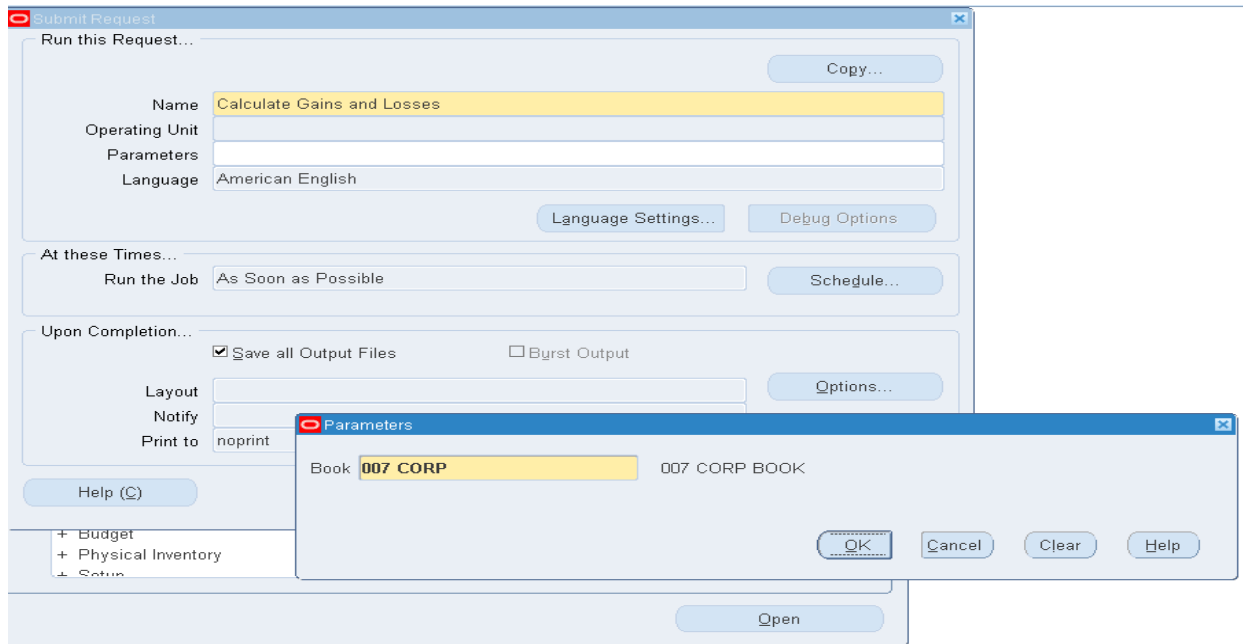 Submit Request
Run this Request...
Copy...
Name Calculate Gains and Losses
Operating Unit
Parameters
Language American English
Language Settings... Debug Options
At these Times...
Run the Job As Soon as Possible Schedule...
Upon Completion...
Save all Output Files Burst Output
Layout Options...
Notify
Print to noprint
Parameters
Book 007 CORP 007 CORP BOOK
Help (C)
OK Cancel Clear Help
+ Budget
+ Physical Inventory
+ Setup
Open